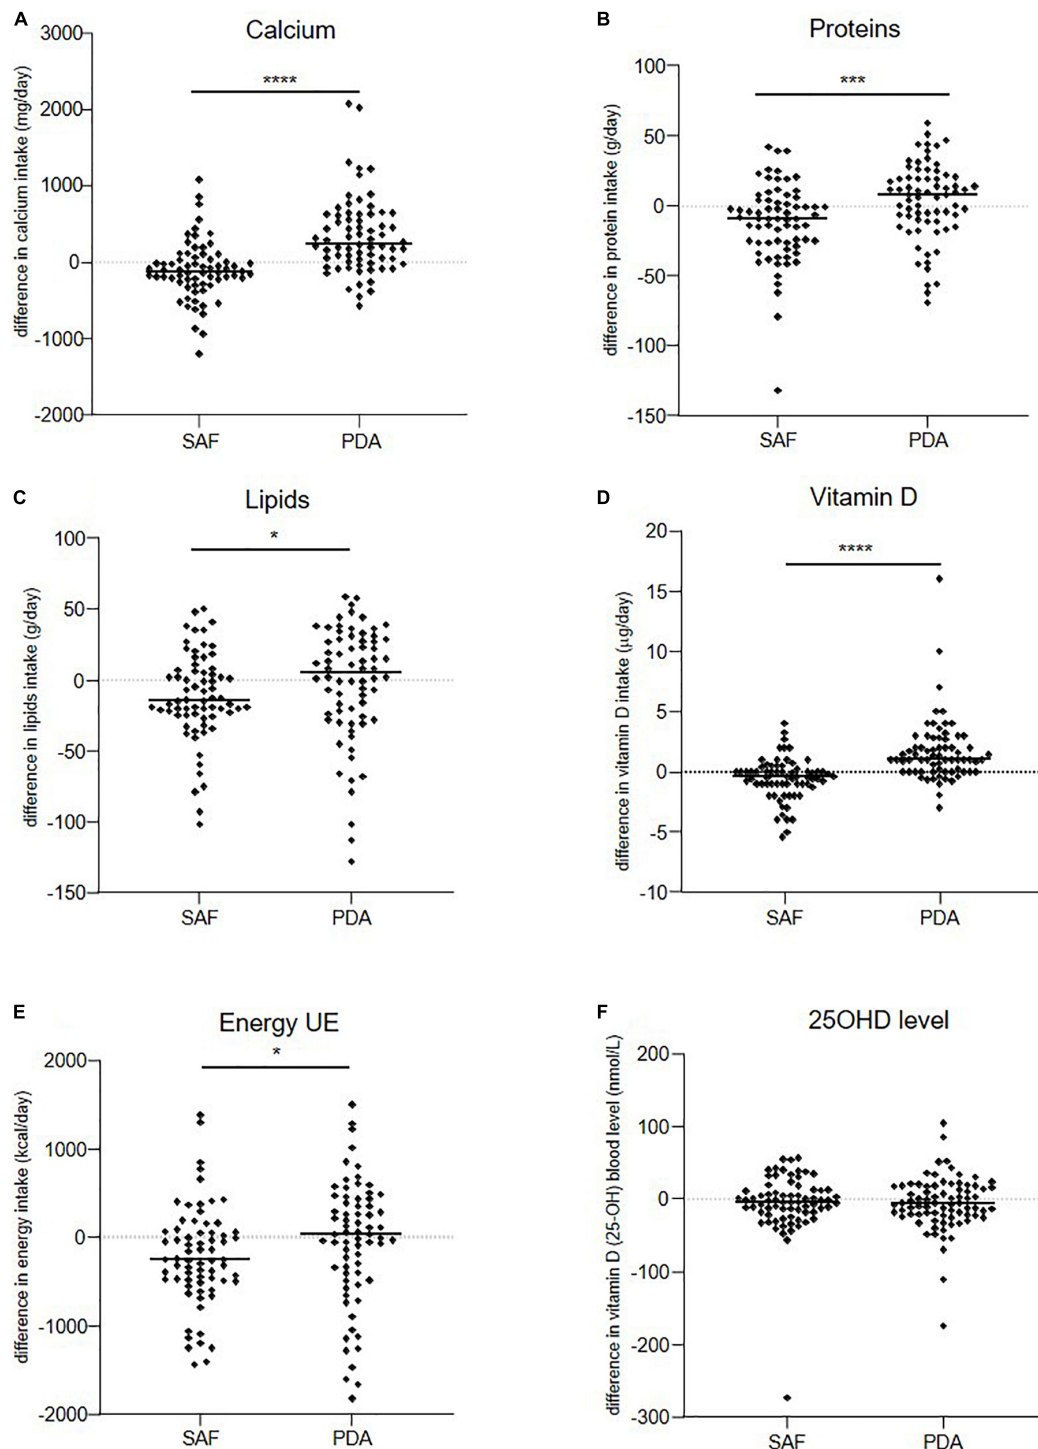 A
Calcium
difference in calcium intake (mg/day)
3000
2000
1000
0
-1000
-2000
****
SAF
PDA
B
Proteins
difference in protein intake (g/day)
100
50
0
-50
-100
-150
***
SAF
PDA
C
Lipids
difference in lipids intake (g/day)
100
50
0
-50
-100
-150
*
SAF
PDA
D
Vitamin D
difference in vitamin D intake (µg/day)
20
15
10
5
0
-5
-10
****
SAF
PDA
E
Energy UE
difference in energy intake (kcal/day)
2000
1000
0
-1000
-2000
*
SAF
PDA
F
25OHD level
difference in vitamin D (25-OH) blood level (nmol/L)
200
100
0
-100
-200
-300
SAF
PDA